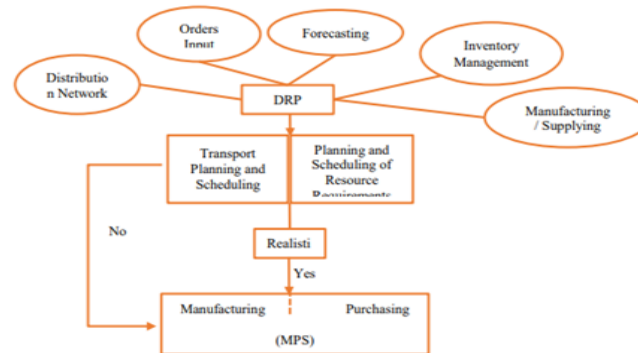 Orders
Input
Forecasting
Inventory
Management
Distributio
n Network
DRP
Manufacturing
/ Supplying
Transport
Planning and
Scheduling
Planning and
Scheduling of
Resource
Requirements
No
Realisti
Yes
Manufacturing
Purchasing
(MPS)